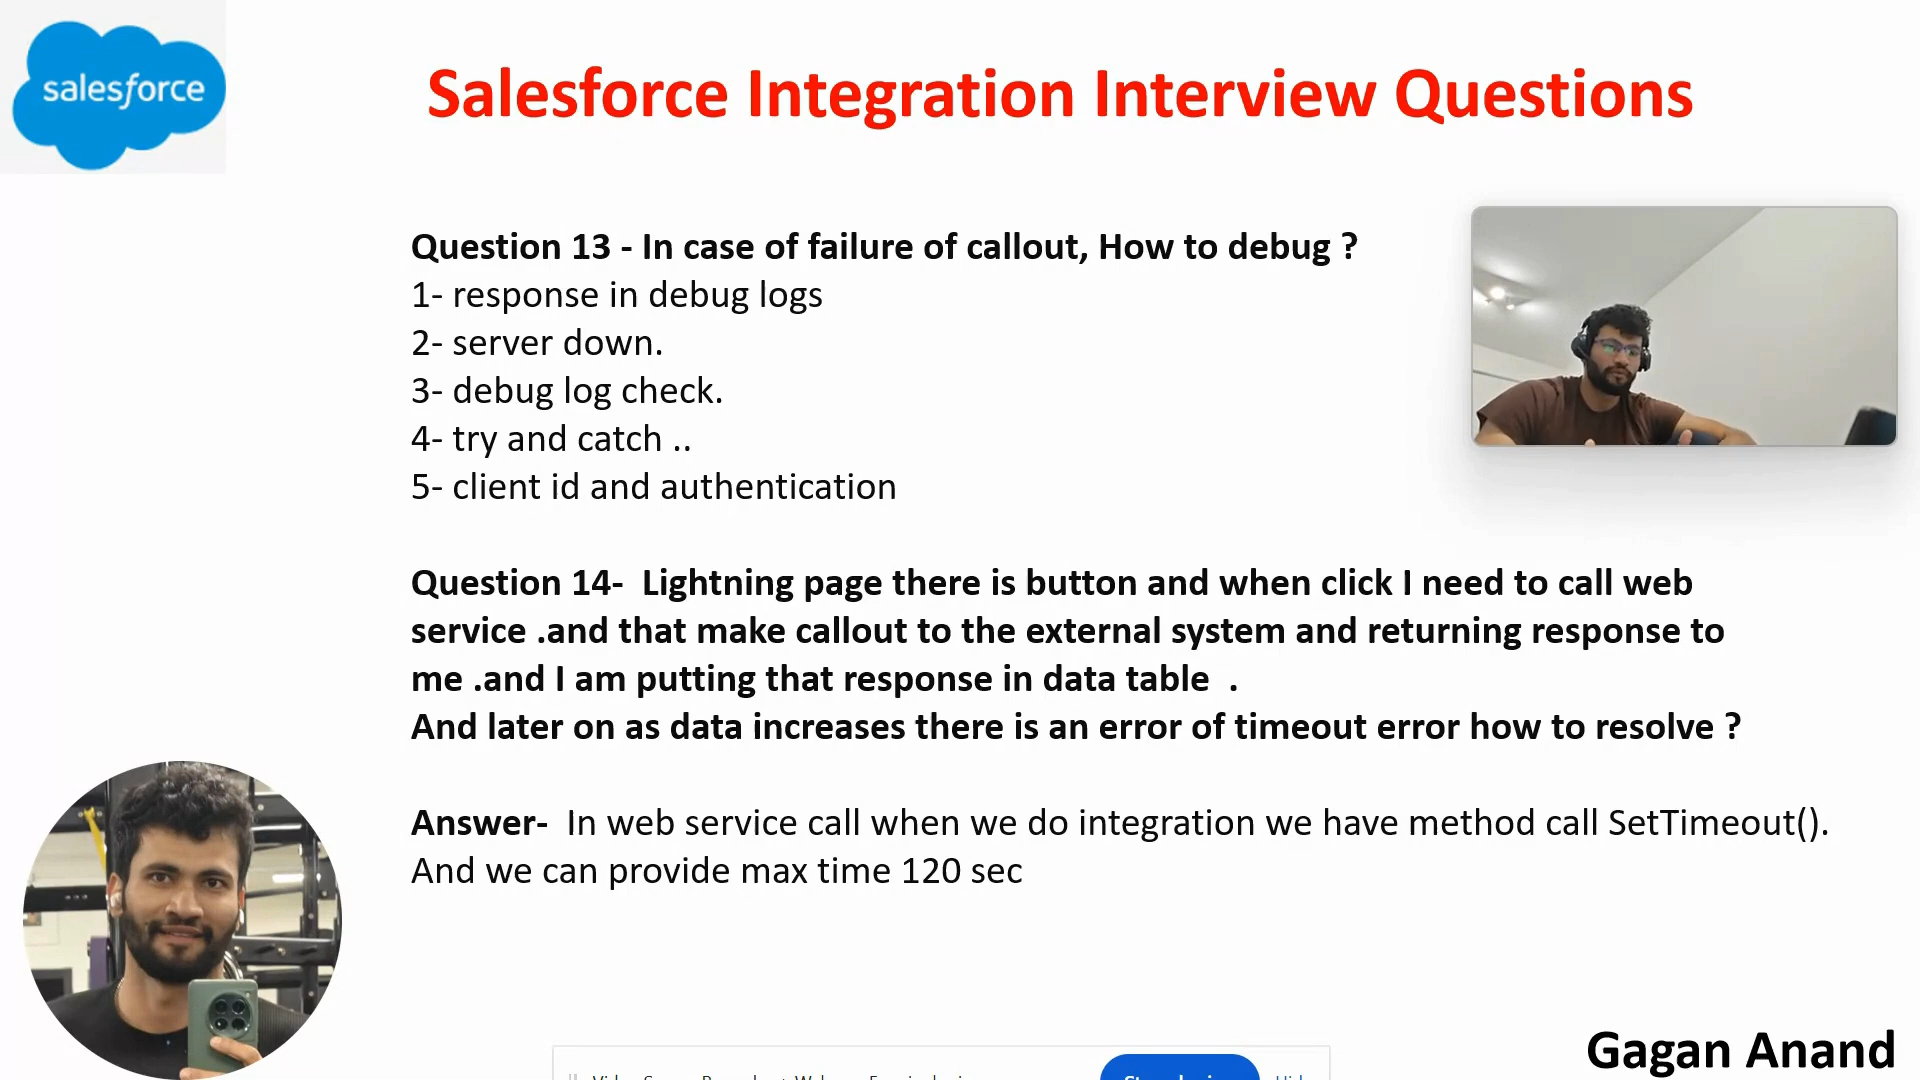 salesforce
Salesforce Integration Interview Questions
Question 13 - In case of failure of callout, How to debug ?
1- response in debug logs
2- server down.
3- debug log check.
4- try and catch ..
5- client id and authentication
Question 14-  Lightning page there is button and when click I need to call web
service .and that make callout to the external system and returning response to
me .and I am putting that response in data table  .
And later on as data increases there is an error of timeout error how to resolve ?
Answer-  In web service call when we do integration we have method call SetTimeout().
And we can provide max time 120 sec
Gagan Anand